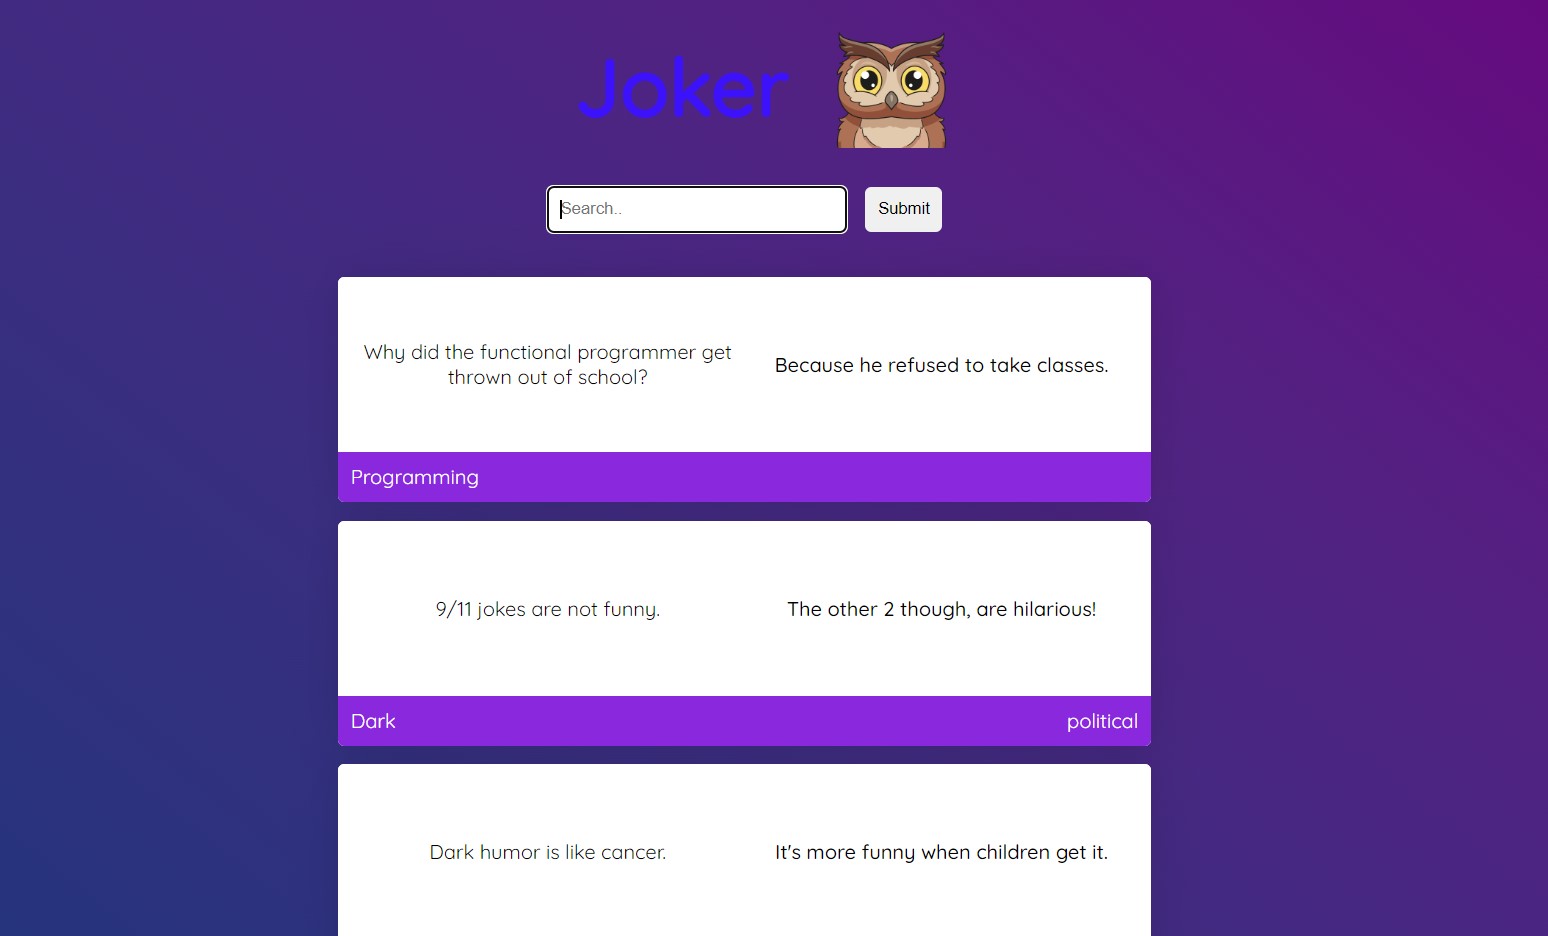 Joker
Search..
Submit
Why did the functional programmer get
thrown out of school?
Because he refused to take classes.
Programming
9/11 jokes are not funny.
The other 2 though, are hilarious!
Dark
political
Dark humor is like cancer.
It's more funny when children get it.